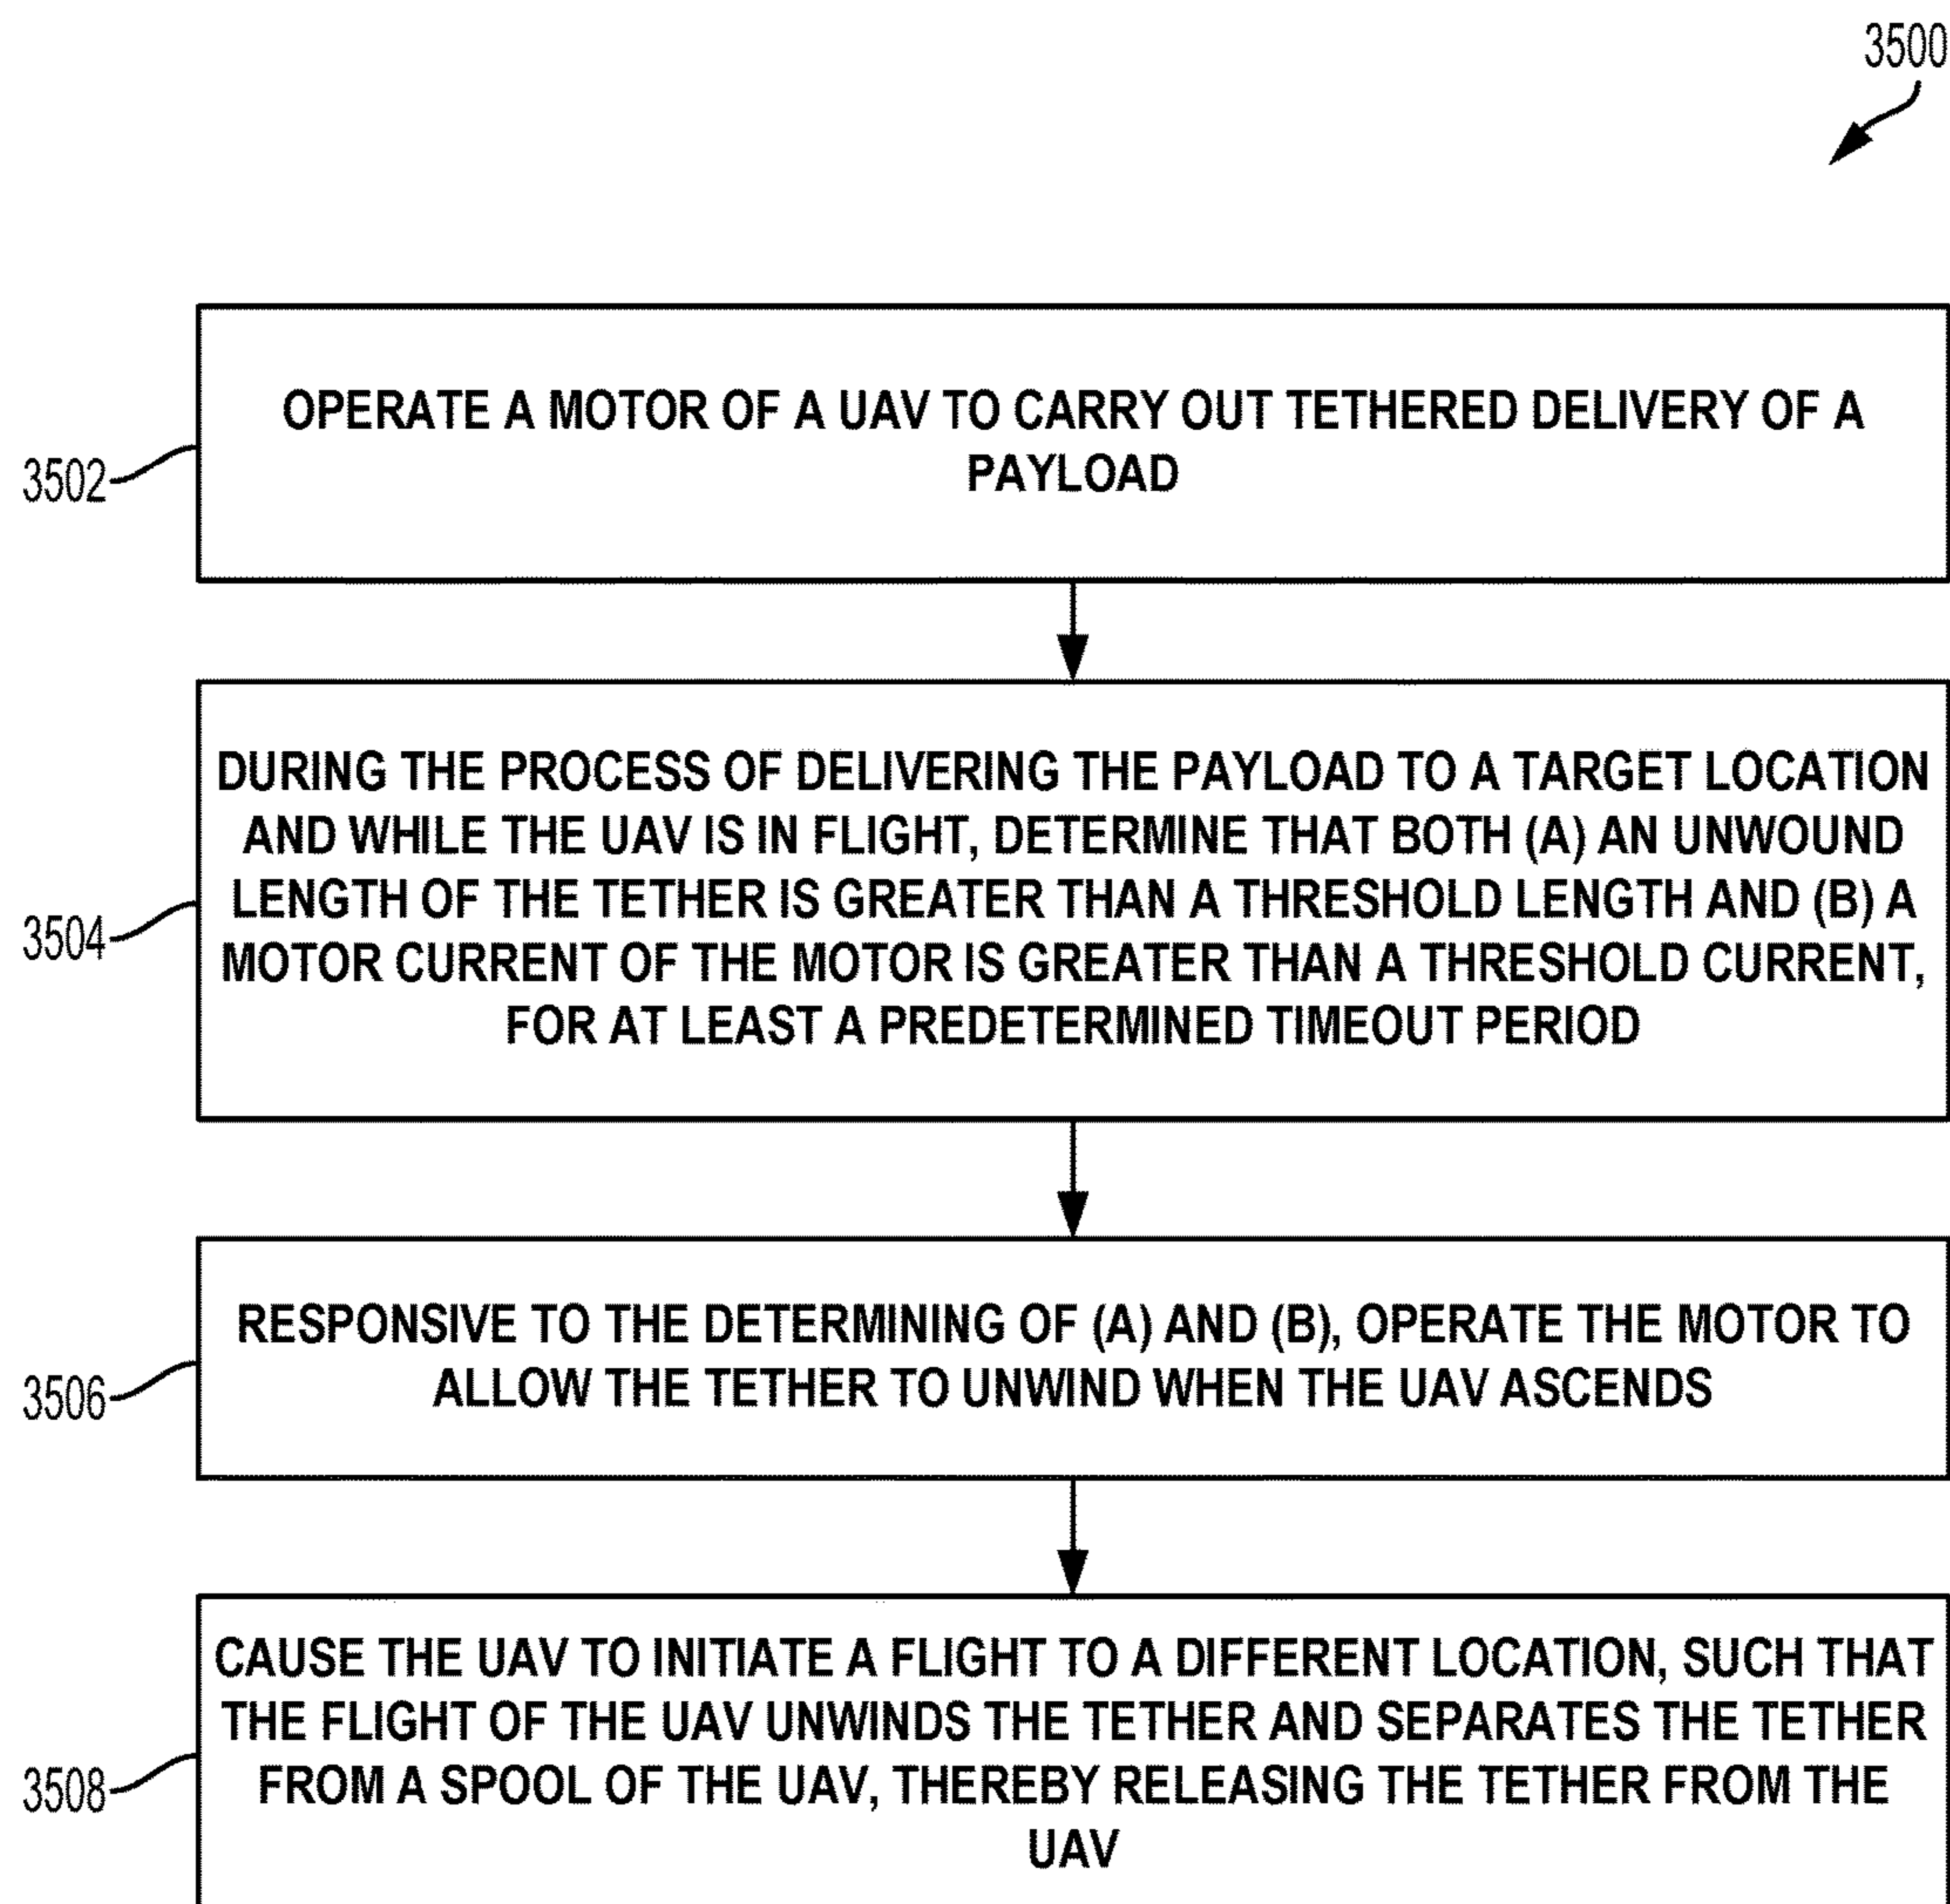 3500
OPERATE A MOTOR OF A UAV TO CARRY OUT TETHERED DELIVERY OF A
PAYLOAD
3502
DURING THE PROCESS OF DELIVERING THE PAYLOAD TO A TARGET LOCATION
AND WHILE THE UAV IS IN FLIGHT, DETERMINE THAT BOTH (A) AN UNWOUND
LENGTH OF THE TETHER IS GREATER THAN A THRESHOLD LENGTH AND (B) A
MOTOR CURRENT OF THE MOTOR IS GREATER THAN A THRESHOLD CURRENT,
FOR AT LEAST A PREDETERMINED TIMEOUT PERIOD
3504
RESPONSIVE TO THE DETERMINING OF (A) AND (B), OPERATE THE MOTOR TO
ALLOW THE TETHER TO UNWIND WHEN THE UAV ASCENDS
3506
CAUSE THE UAV TO INITIATE A FLIGHT TO A DIFFERENT LOCATION, SUCH THAT
THE FLIGHT OF THE UAV UNWINDS THE TETHER AND SEPARATES THE TETHER
FROM A SPOOL OF THE UAV, THEREBY RELEASING THE TETHER FROM THE
UAV
3508